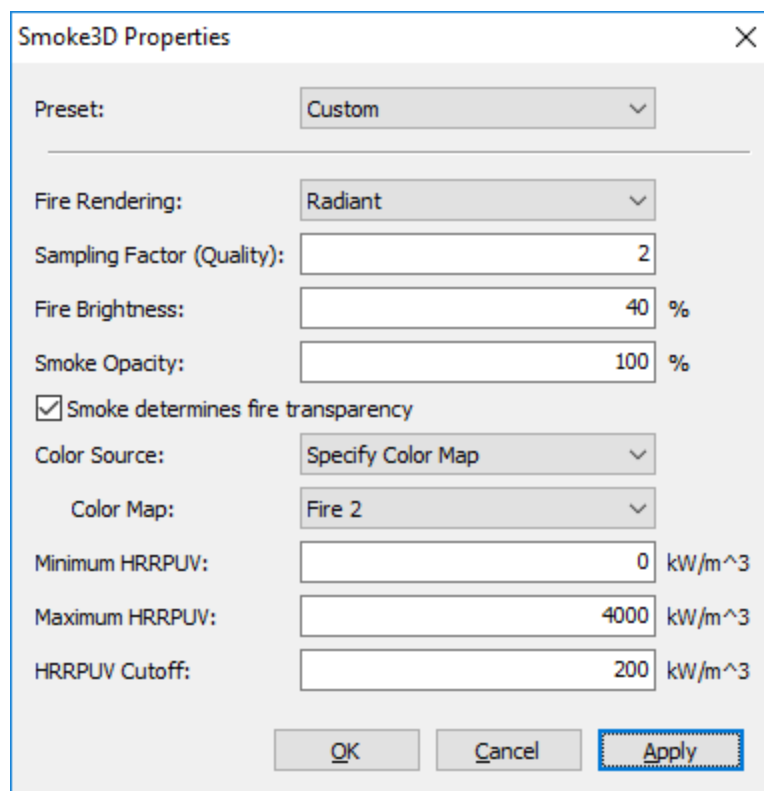 Smoke3D Properties
Preset: Custom
Fire Rendering: Radiant
Sampling Factor (Quality): 2
Fire Brightness: 40 %
Smoke Opacity: 100 %
Smoke determines fire transparency
Color Source: Specify Color Map
Color Map: Fire 2
Minimum HRRPUV: 0 kW/m^3
Maximum HRRPUV: 4000 kW/m^3
HRRPUV Cutoff: 200 kW/m^3
OK Cancel Apply